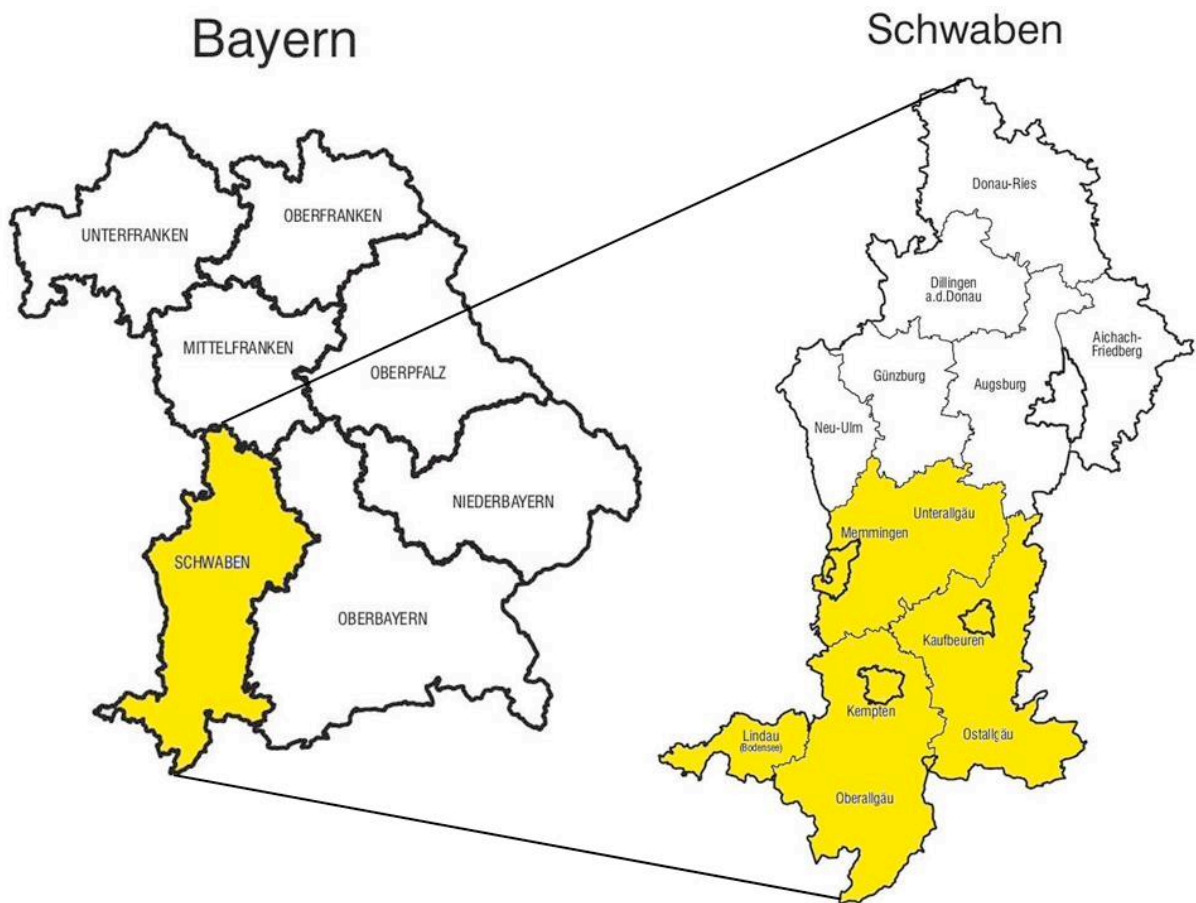 Bayern
UNTERFRANKEN
OBERFRANKEN
MITTELFRANKEN
OBERPFALZ
NIEDERBAYERN
SCHWABEN
OBERBAYERN
Schwaben
Donau-Ries
Dillingen
a.d.Donau
Aichach-
Friedberg
Günzburg
Augsburg
Neu-Ulm
Unterallgäu
Memmingen
Kaufbeuren
Kempten
Lindau
(Bodensee)
Ostallgäu
Oberallgäu